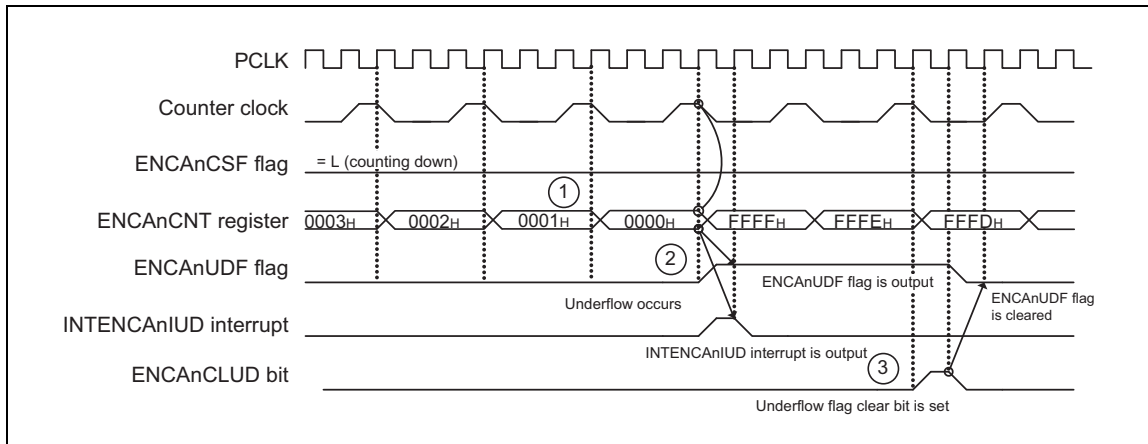 PCLK
Counter clock
ENCAnCSF flag
= L (counting down)
1
ENCAnCNT register
0003H
0002H
0001H
0000H
FFFFH
FFFEH
FFFDH
2
ENCAnUDF flag
ENCAnUDF flag is output
ENCAnUDF flag
is cleared
Underflow occurs
INTENCAnIUD interrupt
INTENCAnIUD interrupt is output
3
ENCAnCLUD bit
Underflow flag clear bit is set